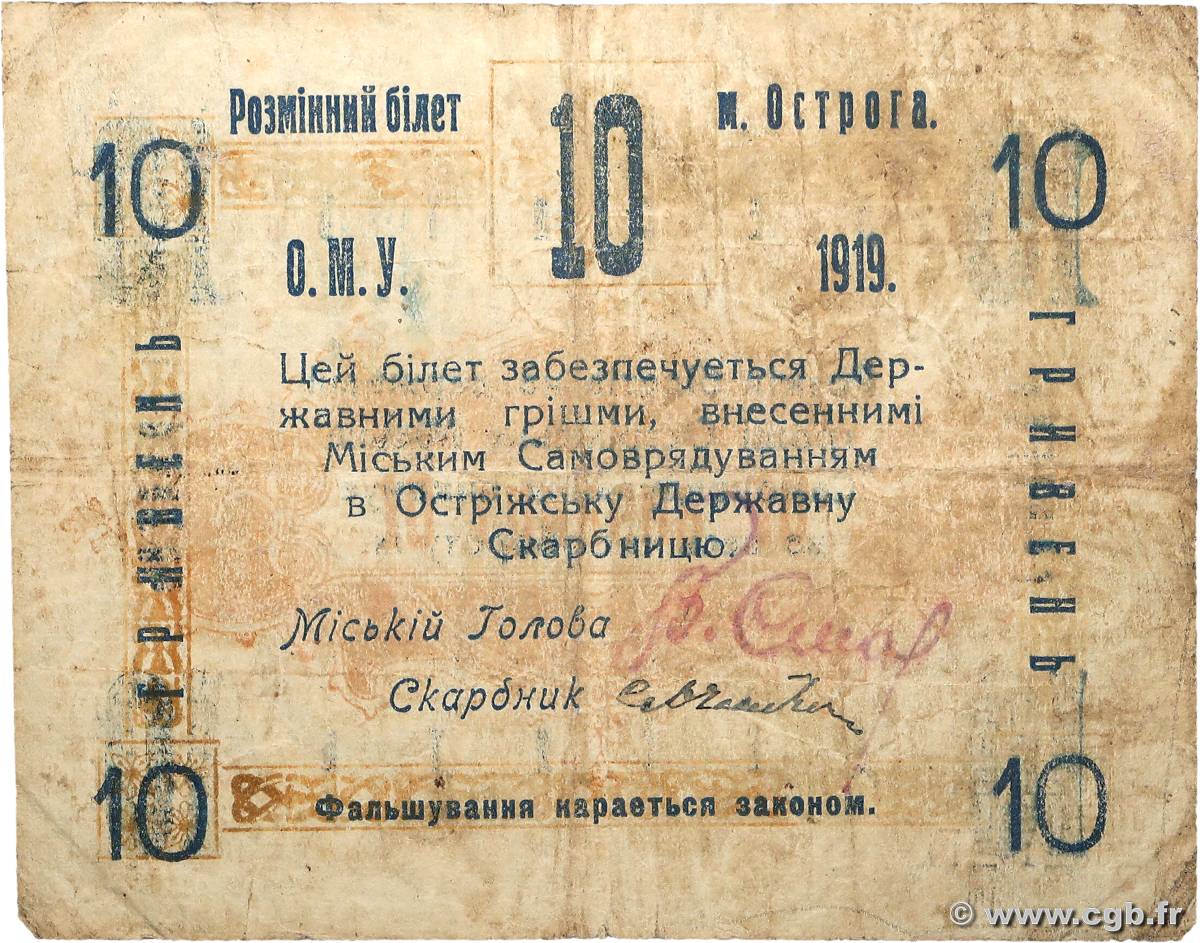 Розмінний білет 10 м. Острога.
10 10
О. М. У. 1919.
ГРИВЕНЬ
ГРИВЕНЬ
Цей білет забезпечуеться Дер-
жавними грішми, внесеннимі
Міським Самоврядуванням
в Остріжську Державну
Скарбницю.
Міській Голова
Скарбник
10 10
Фальшування караеться законом.
© www.cgb.fr